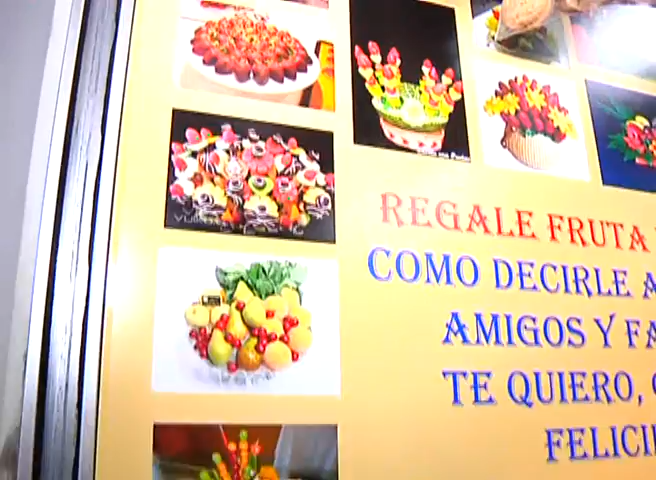 REGALE FRUTA
COMO DECIRLE A
AMIGOS Y FA
TE QUIERO,
FELICI